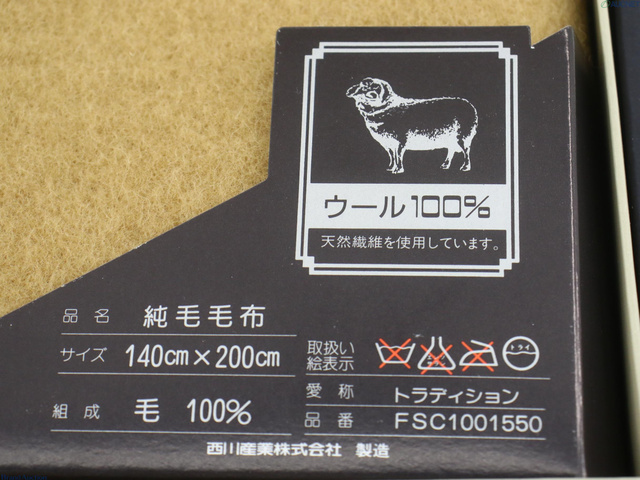 ウール100%
天然繊維を使用しています。
品名 純毛毛布
サイズ 140cm×200cm
組成 毛 100%
取扱い
絵表示
ドライ
愛称 トラディション
品番 FSC1001550
西川産業株式会社 製造